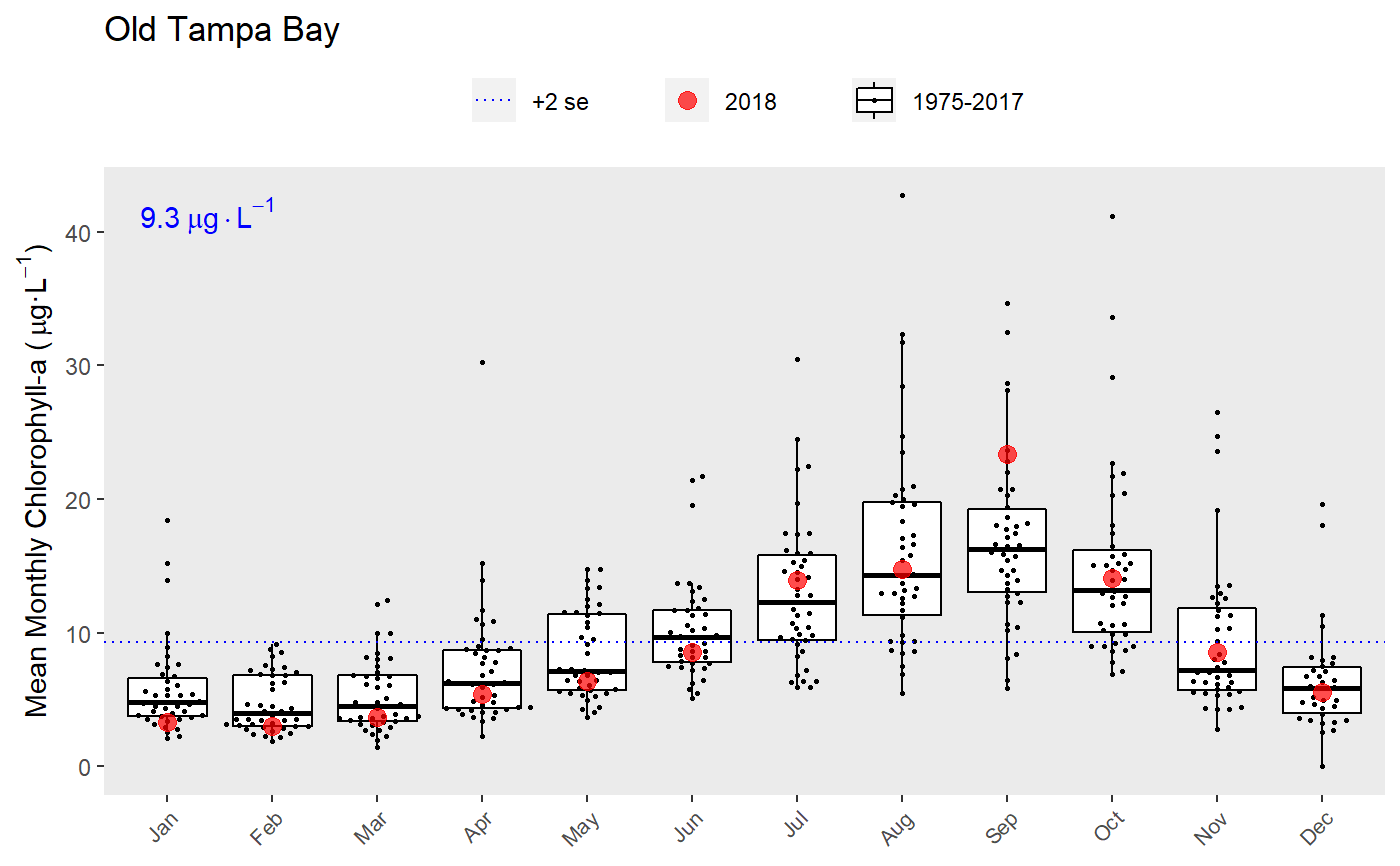 Old Tampa Bay
+2 se
2018
1975-2017
9.3 μg · L⁻¹
Mean Monthly Chlorophyll-a ( μg·L⁻¹)
40
30
20
10
0
Jan Feb Mar Apr May Jun Jul Aug Sep Oct Nov Dec